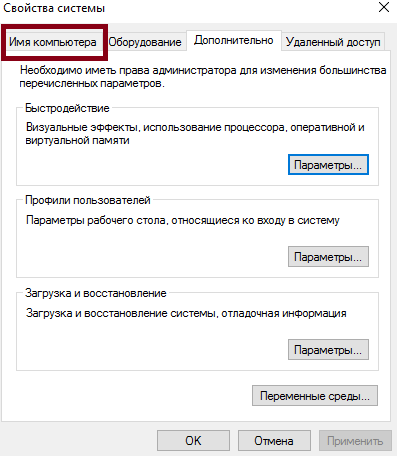 Свойства системы
Имя компьютера Оборудование Дополнительно Удаленный доступ
Необходимо иметь права администратора для изменения большинства
перечисленных параметров.
Быстродействие
Визуальные эффекты, использование процессора, оперативной и
виртуальной памяти
Параметры...
Профили пользователей
Параметры рабочего стола, относящиеся ко входу в систему
Параметры...
Загрузка и восстановление
Загрузка и восстановление системы, отладочная информация
Параметры...
Переменные среды...
OK Отмена Применить